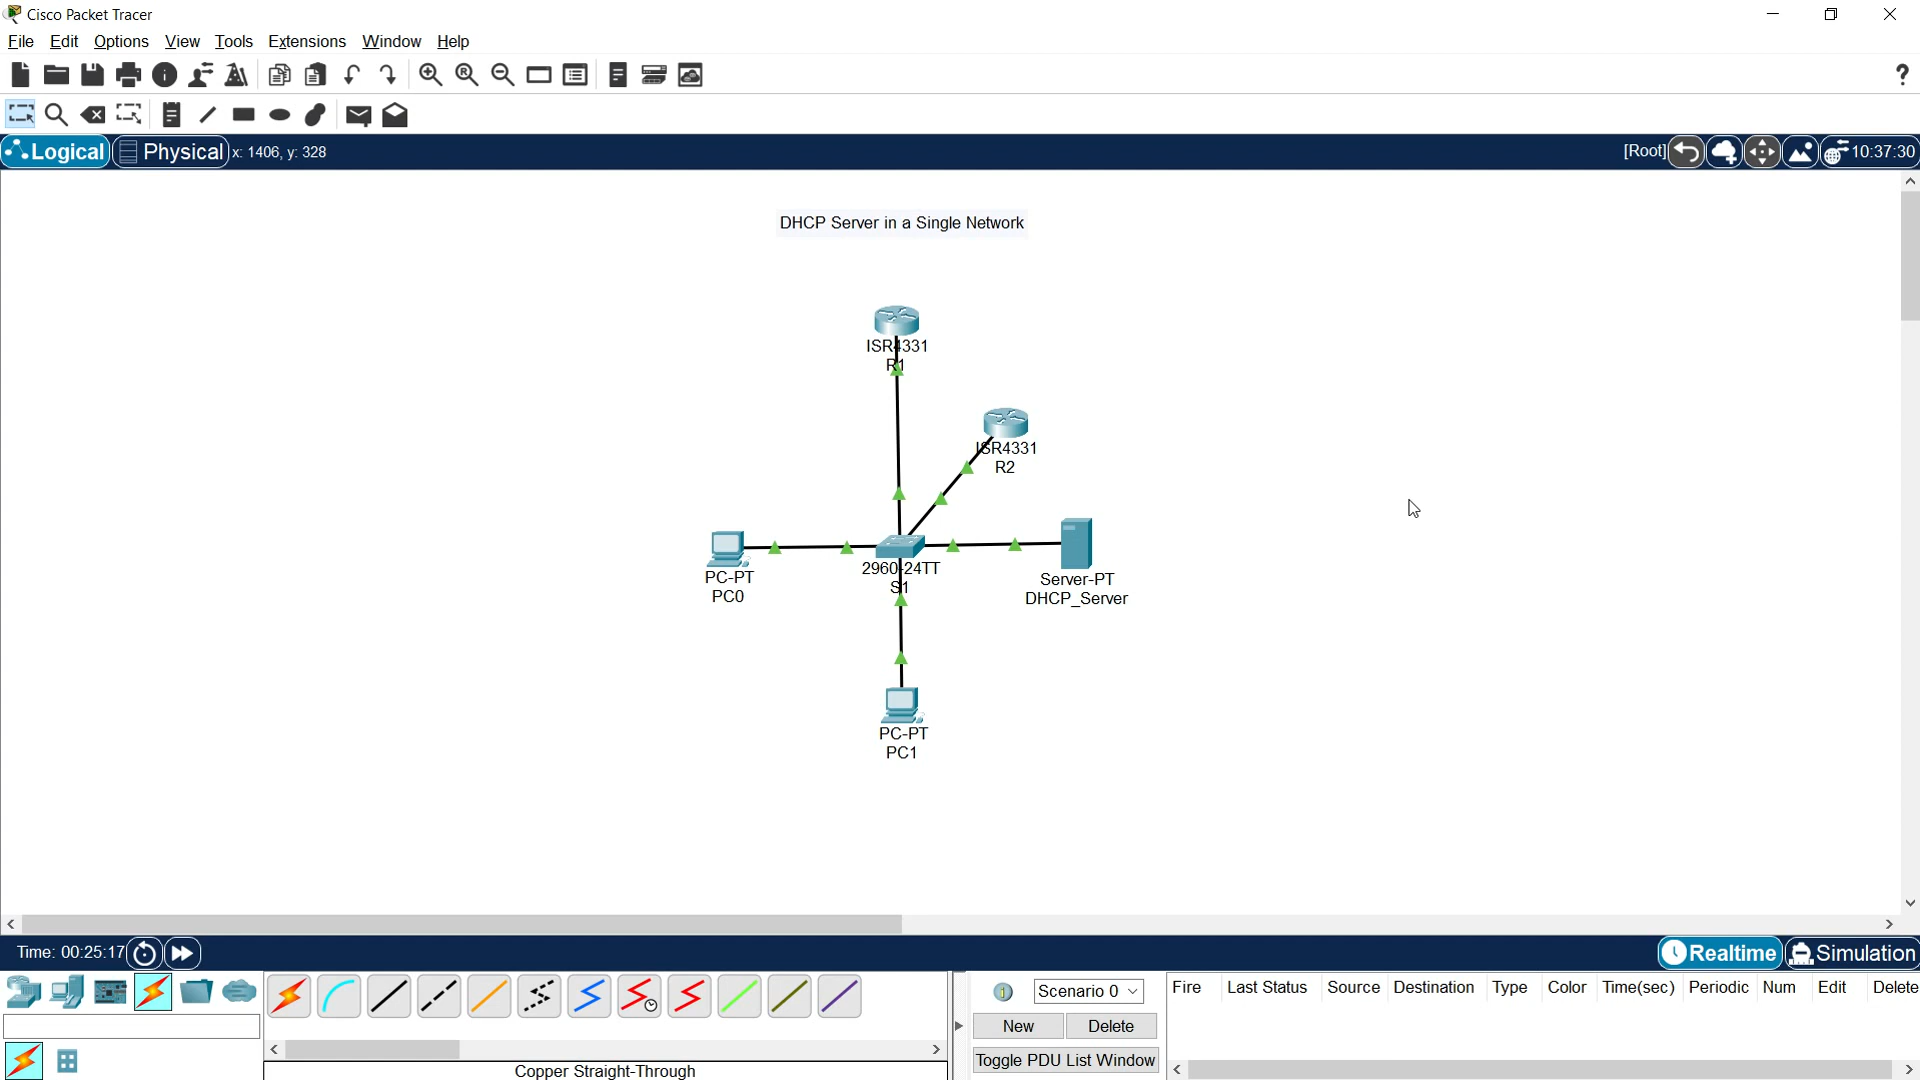 Cisco Packet Tracer
File Edit Options View Tools Extensions Window Help
?
Logical Physical x: 1406, y: 328 [Root] 10:37:30
DHCP Server in a Single Network
ISR4331
R1
ISR4331
R2
PC-PT
PC0
2960-24TT
S1
Server-PT
DHCP_Server
PC-PT
PC1
Time: 00:25:17 Realtime Simulation
Scenario 0
Fire Last Status Source Destination Type Color Time(sec) Periodic Num Edit Delete
New Delete
Toggle PDU List Window
Copper Straight-Through